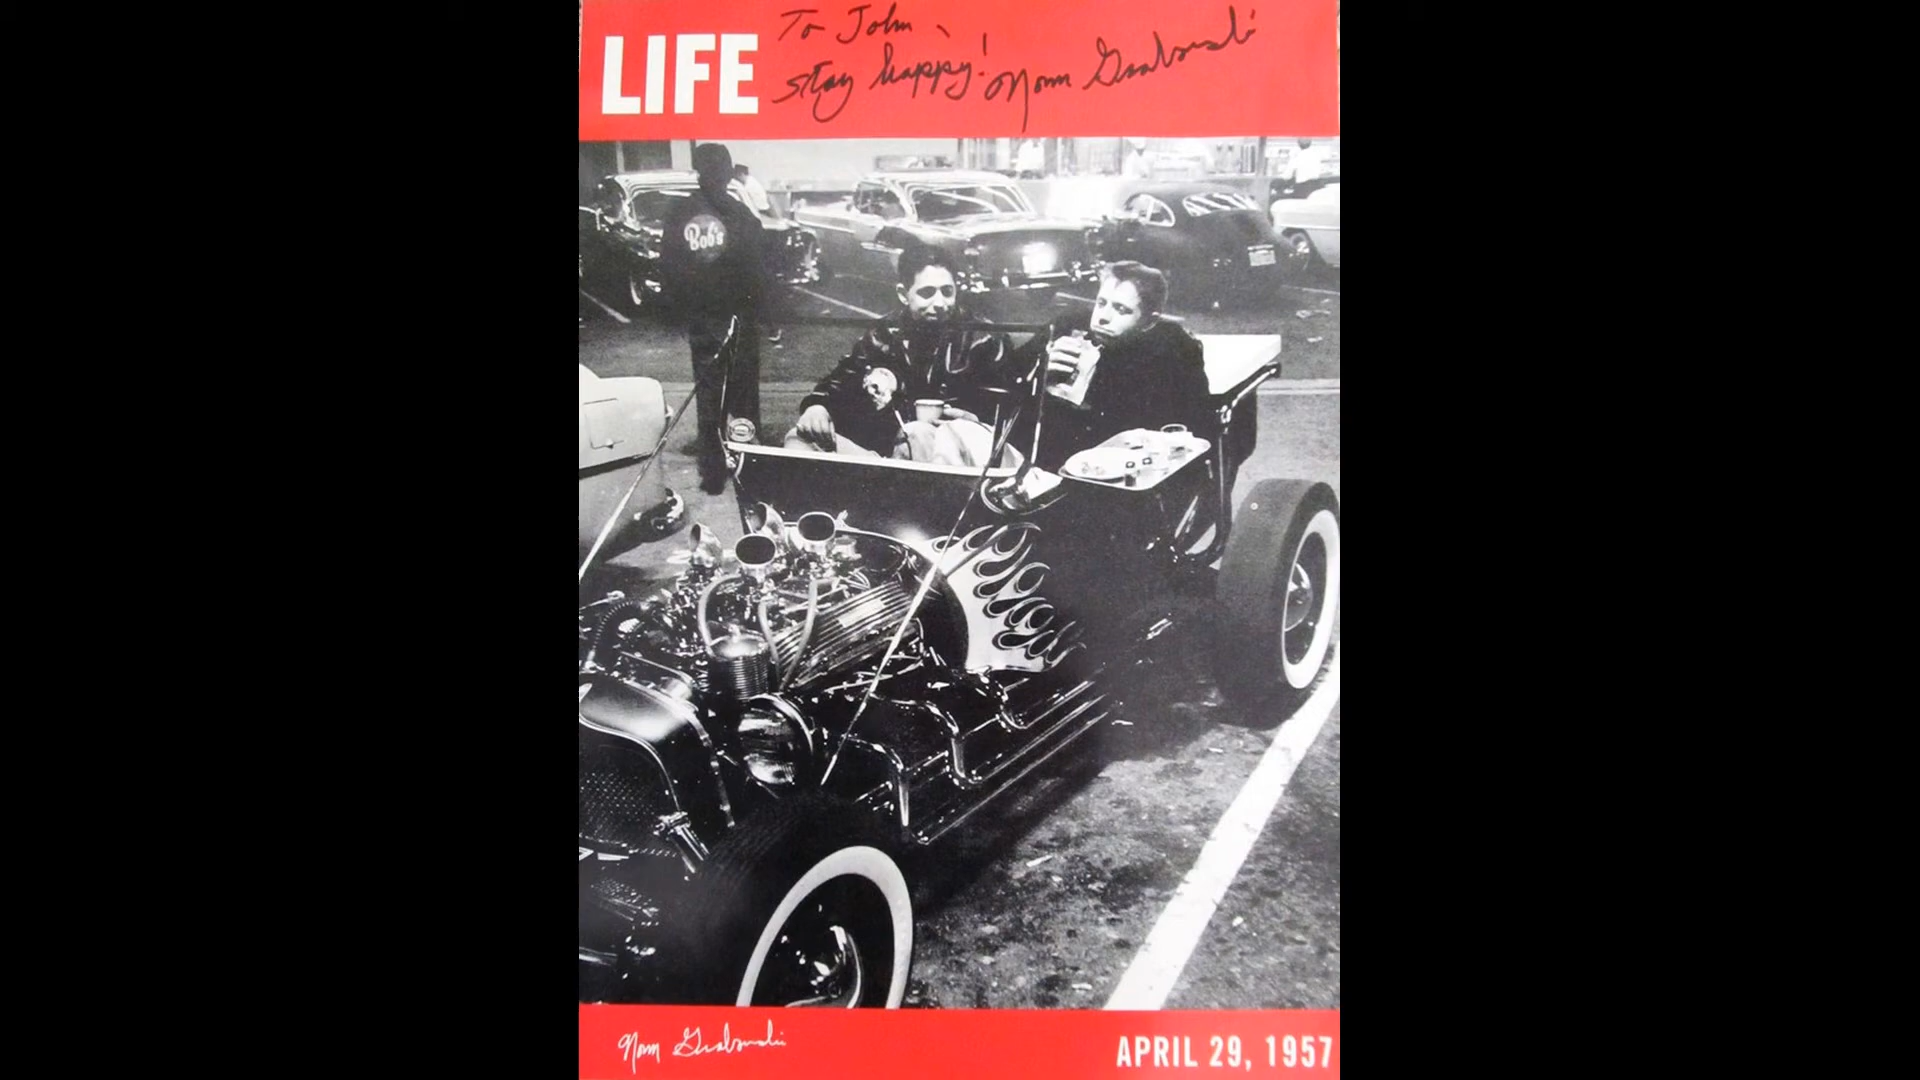 To John,
LIFE
stay happy! Norm Grabowski
Bob's
Norm Grabowski
APRIL 29, 1957